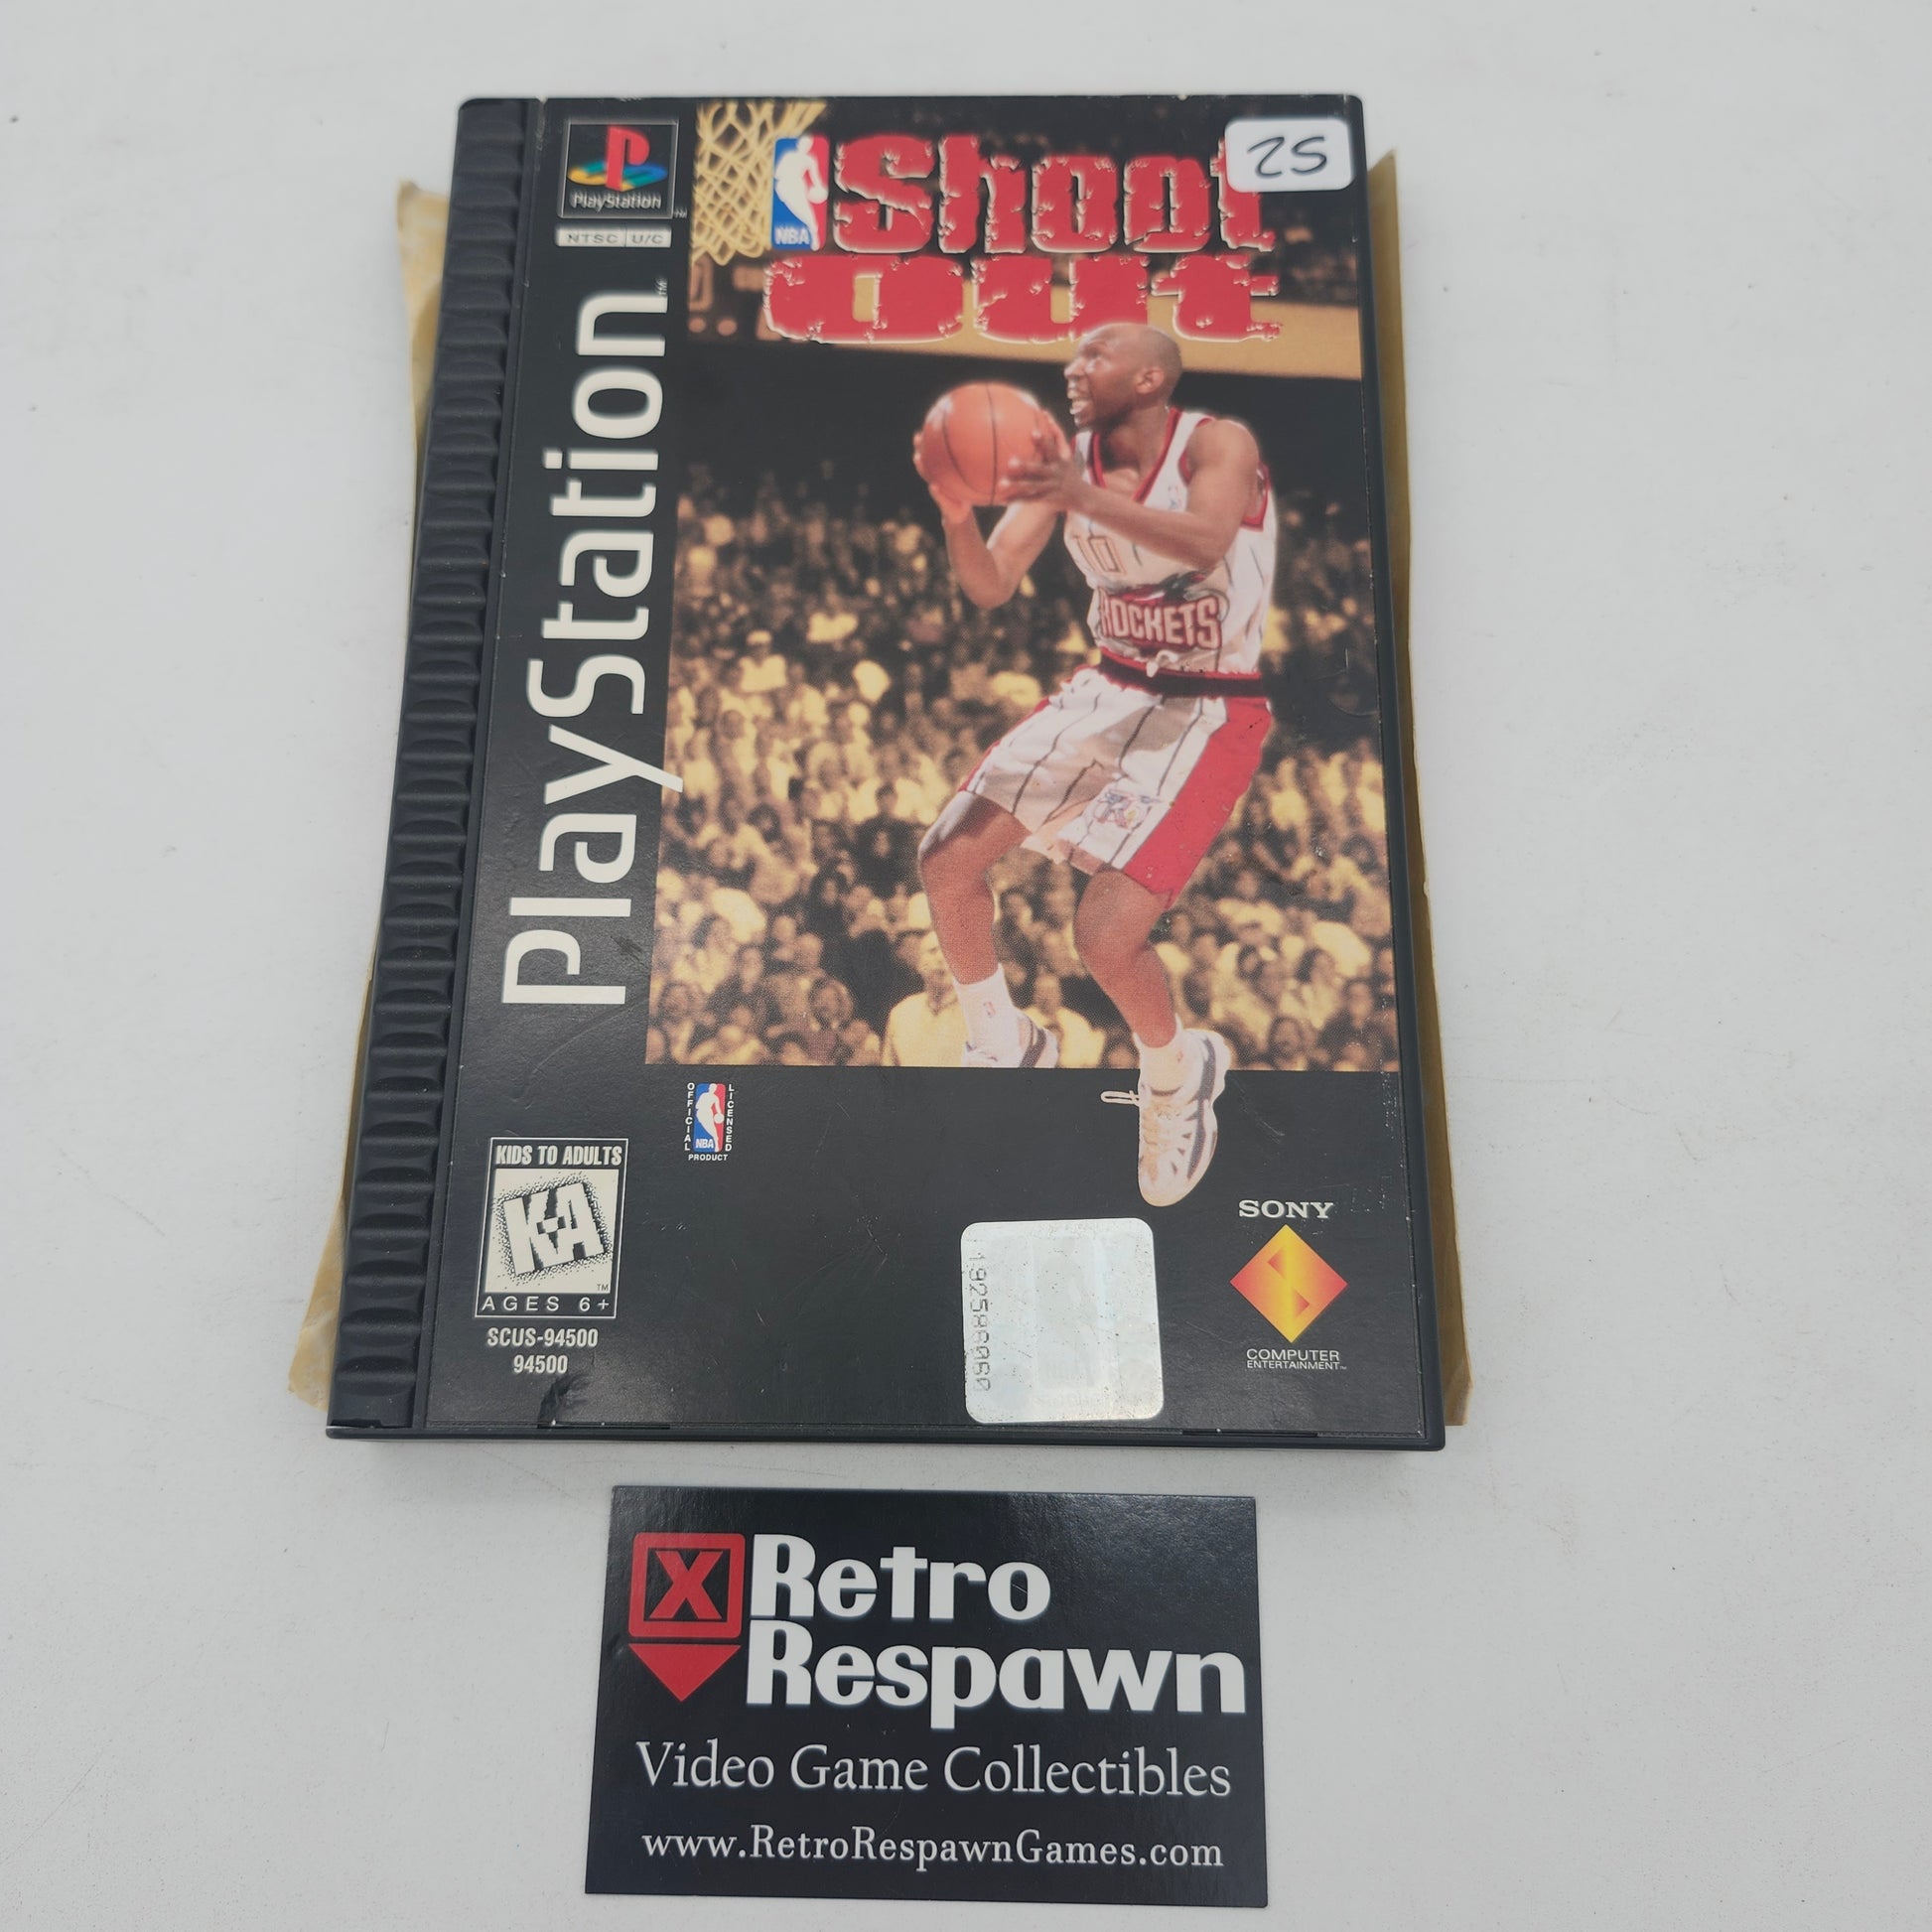 PlayStation
NTSC U/C
PlayStation
NBA
Shoot
Out
25
10
ROCKETS
OFFICIAL LICENSED
NBA
PRODUCT
KIDS TO ADULTS
K-A
AGES 6+
SCUS-94500
94500
SONY
COMPUTER
ENTERTAINMENT
X Retro
Respawn
Video Game Collectibles
www.RetroRespawnGames.com